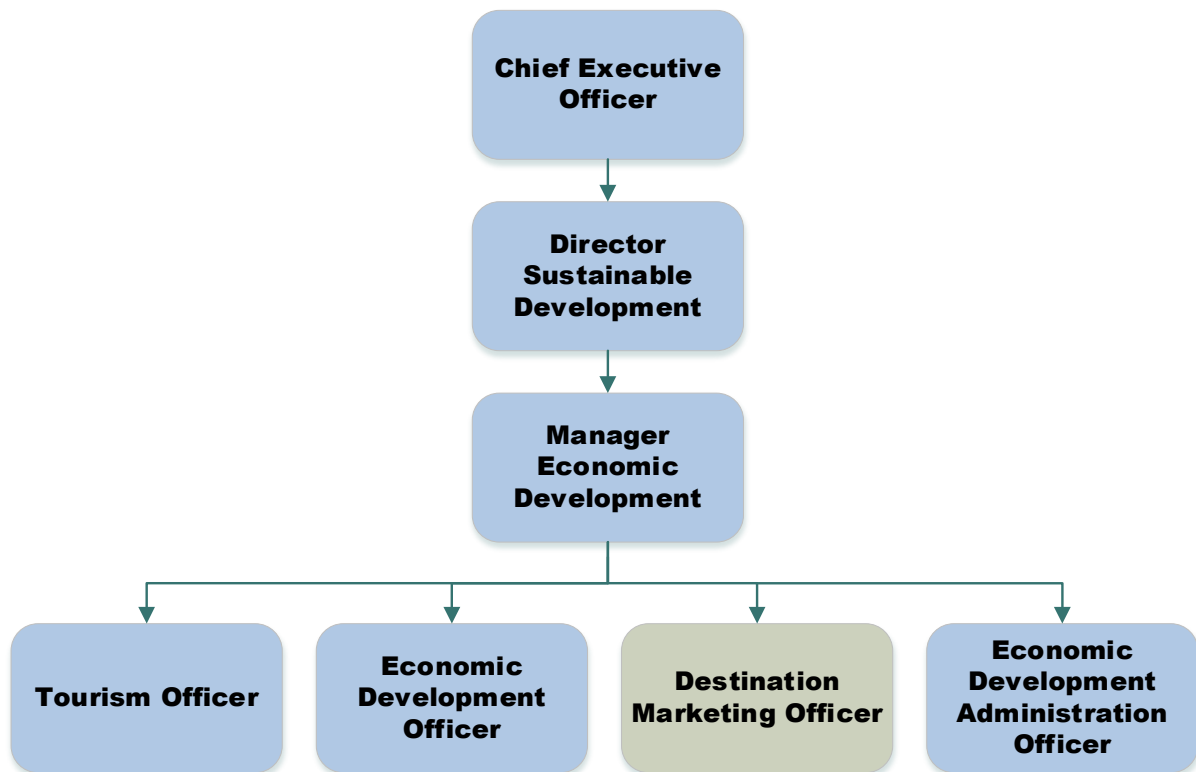 Chief Executive
Officer
Director
Sustainable
Development
Manager
Economic
Development
Tourism Officer
Economic
Development
Officer
Destination
Marketing Officer
Economic
Development
Administration
Officer